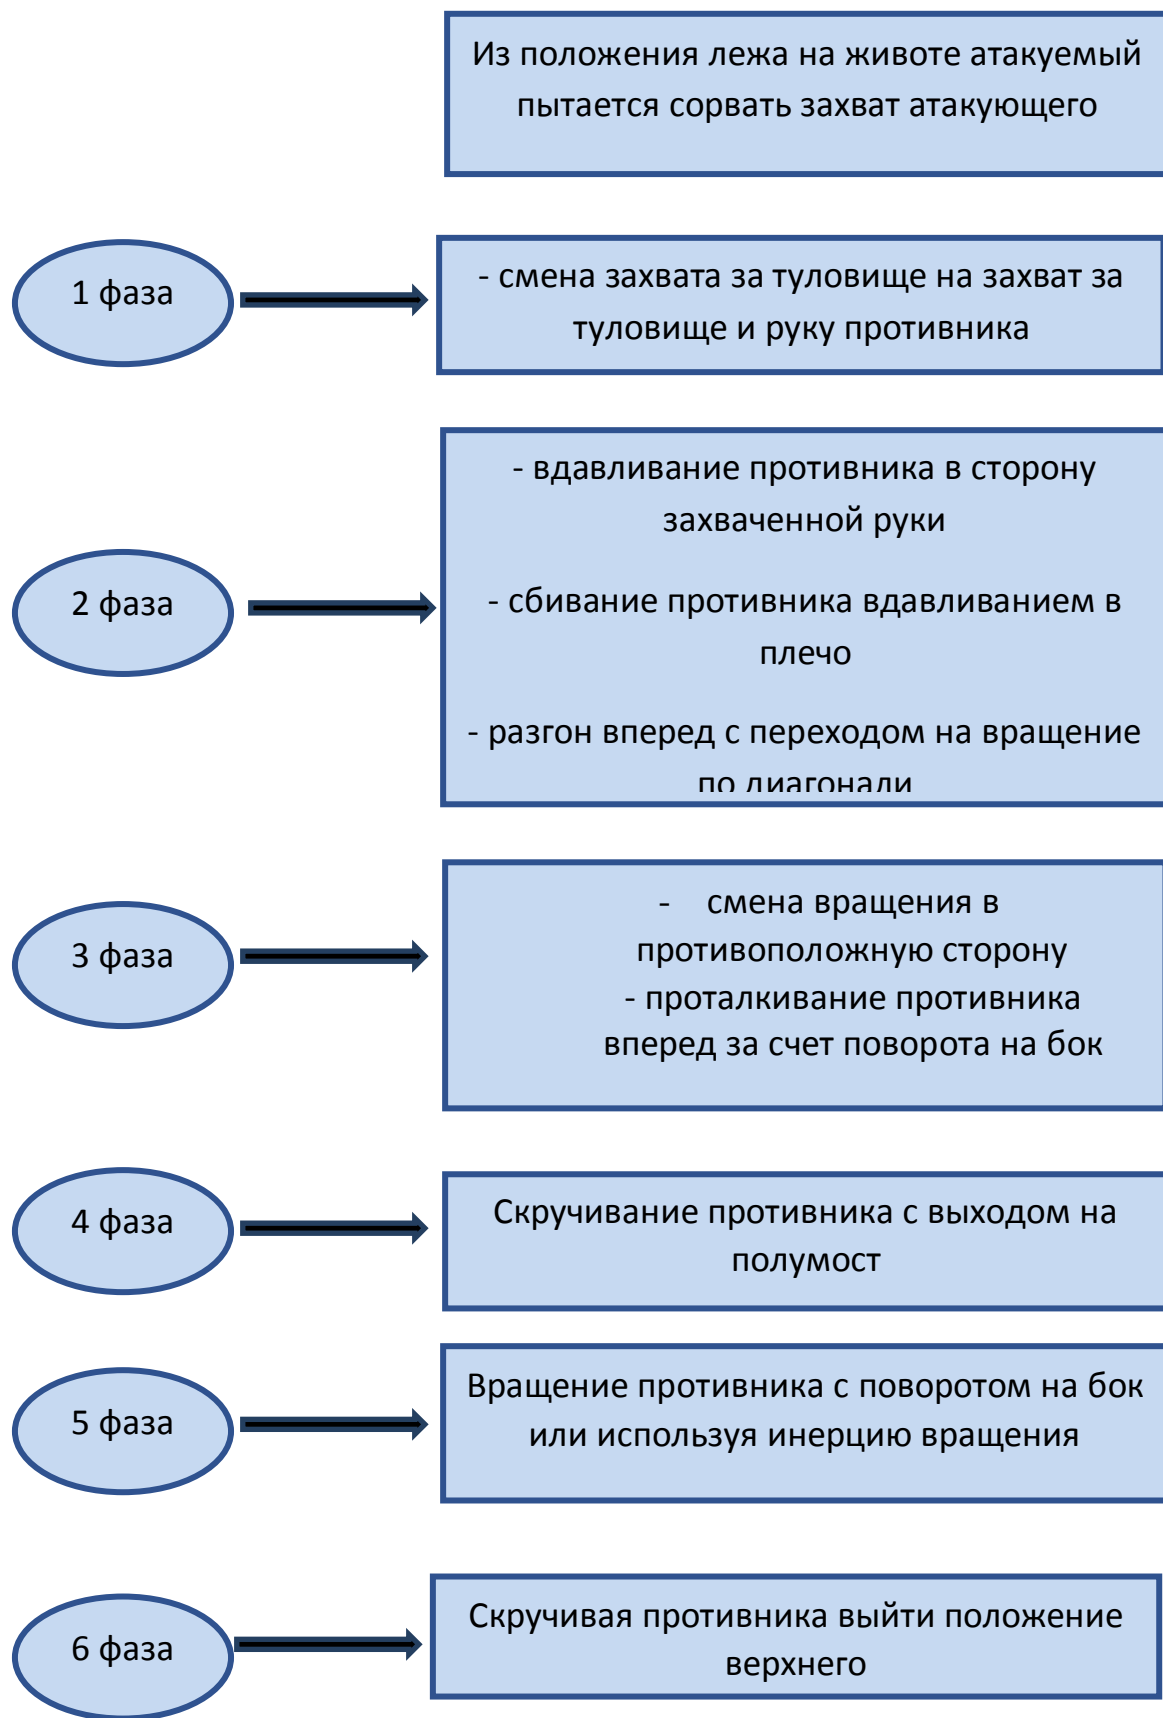 Из положения лежа на животе атакуемый
пытается сорвать захват атакующего
1 фаза
- смена захвата за туловище на захват за
туловище и руку противника
2 фаза
- вдавливание противника в сторону
захваченной руки
- сбивание противника вдавливанием в
плечо
- разгон вперед с переходом на вращение
по диагонали
3 фаза
- смена вращения в
противоположную сторону
- проталкивание противника
вперед за счет поворота на бок
4 фаза
Скручивание противника с выходом на
полумост
5 фаза
Вращение противника с поворотом на бок
или используя инерцию вращения
6 фаза
Скручивая противника выйти положение
верхнего